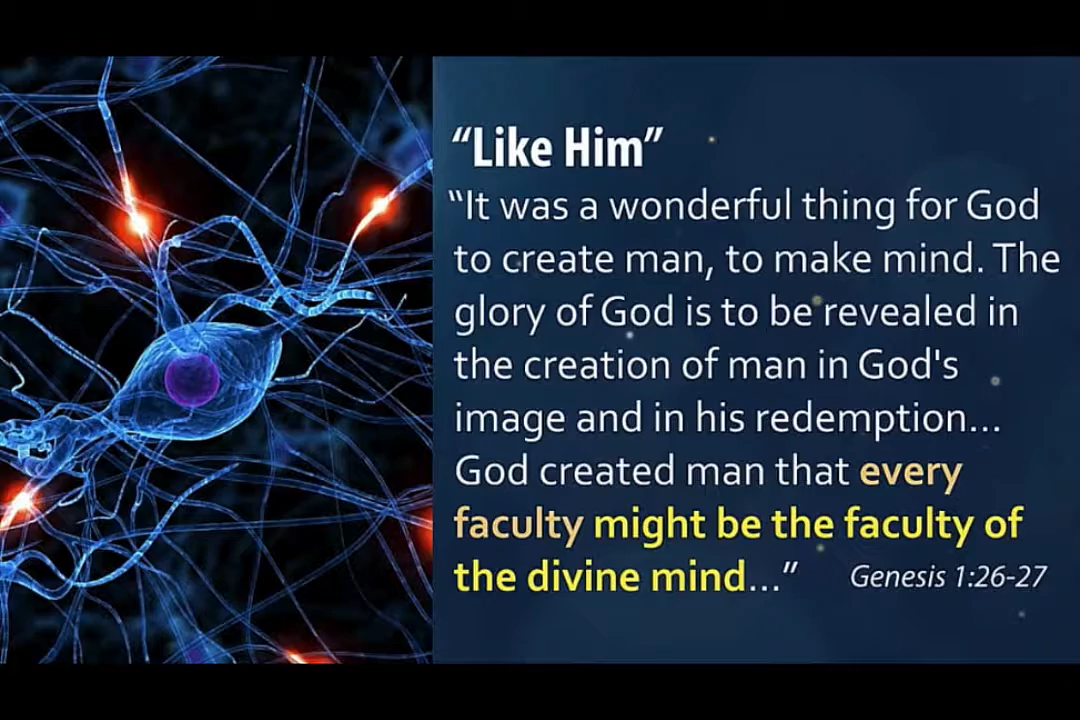 “Like Him”
“It was a wonderful thing for God
to create man, to make mind. The
glory of God is to be revealed in
the creation of man in God's
image and in his redemption...
God created man that every
faculty might be the faculty of
the divine mind...” Genesis 1:26-27